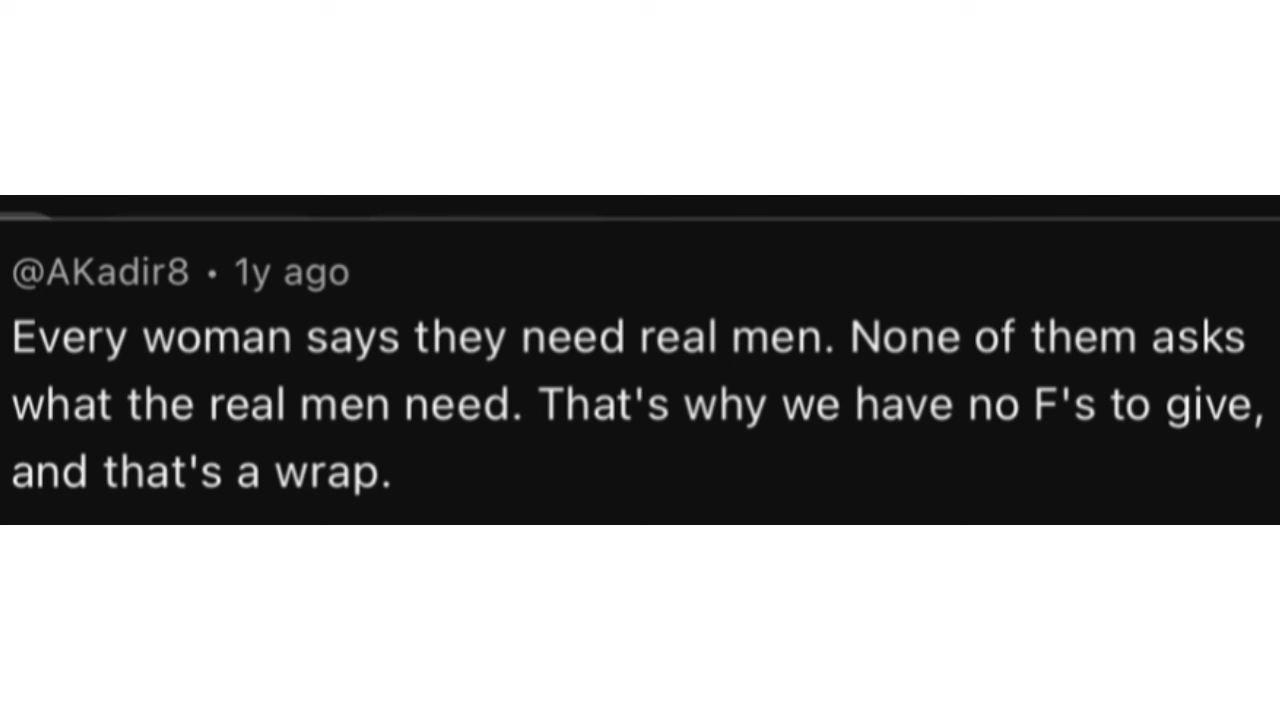 @AKadir8 • 1y ago
Every woman says they need real men. None of them asks
what the real men need. That's why we have no F's to give,
and that's a wrap.